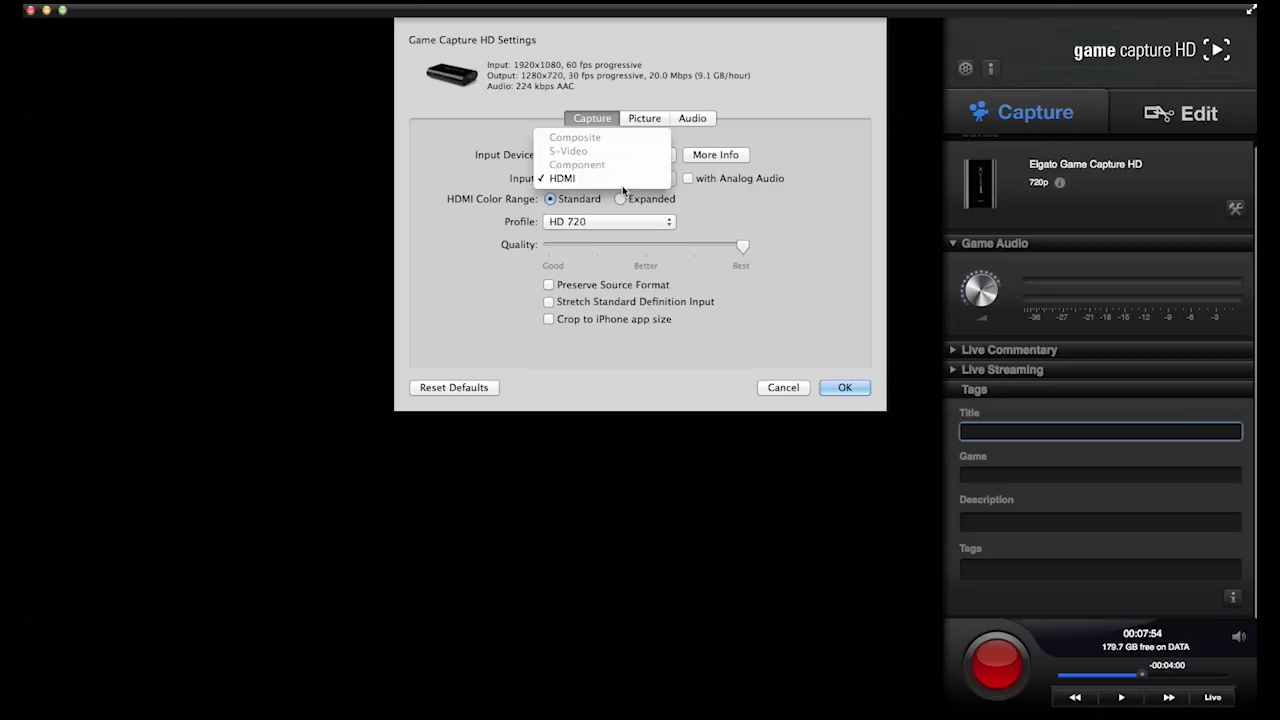 Game Capture HD Settings
Input: 1920x1080, 60 fps progressive
Output: 1280x720, 30 fps progressive, 20.0 Mbps (9.1 GB/hour)
Audio: 224 kbps AAC
Capture Picture Audio
Composite
S-Video
Component
✓ HDMI
Input Device More Info
Input with Analog Audio
HDMI Color Range: Standard Expanded
Profile: HD 720
Quality:
Good Better Best
Preserve Source Format
Stretch Standard Definition Input
Crop to iPhone app size
Reset Defaults Cancel OK
game capture HD
Capture Edit
Elgato Game Capture HD
720p
Game Audio
-36 -27 -21 -18 -15 -12 -9 -6 -3
Live Commentary
Live Streaming
Tags
Title
Game
Description
Tags
00:07:54
179.7 GB free on DATA
-00:04:00
Live